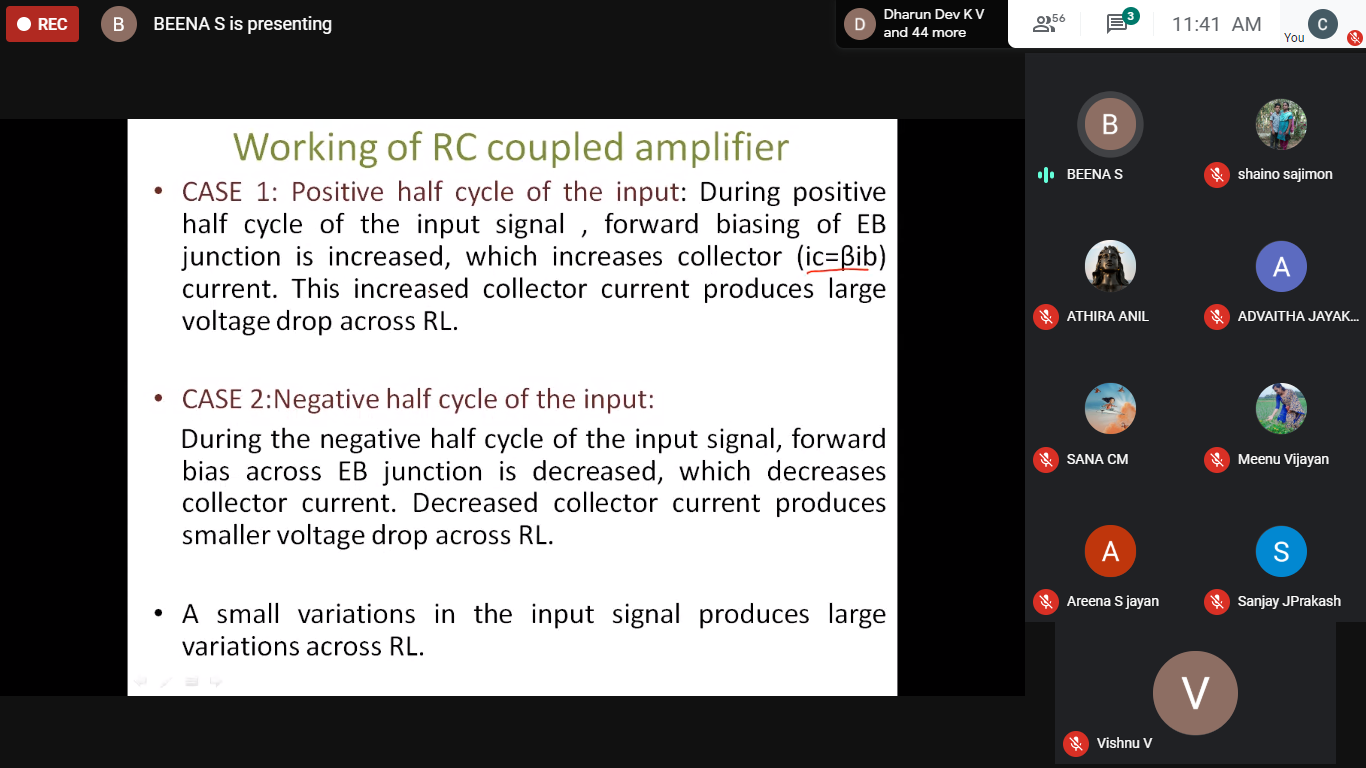 REC
B
BEENA S is presenting
D
Dharun Dev K V
and 44 more
56
3
11:41 AM
You
C
Working of RC coupled amplifier
• CASE 1: Positive half cycle of the input: During positive
half cycle of the input signal , forward biasing of EB
junction is increased, which increases collector (ic=βib)
current. This increased collector current produces large
voltage drop across RL.
• CASE 2:Negative half cycle of the input:
During the negative half cycle of the input signal, forward
bias across EB junction is decreased, which decreases
collector current. Decreased collector current produces
smaller voltage drop across RL.
• A small variations in the input signal produces large
variations across RL.
B
BEENA S
shaino sajimon
ATHIRA ANIL
A
ADVAITHA JAYAK...
SANA CM
Meenu Vijayan
A
Areena S jayan
S
Sanjay JPrakash
V
Vishnu V